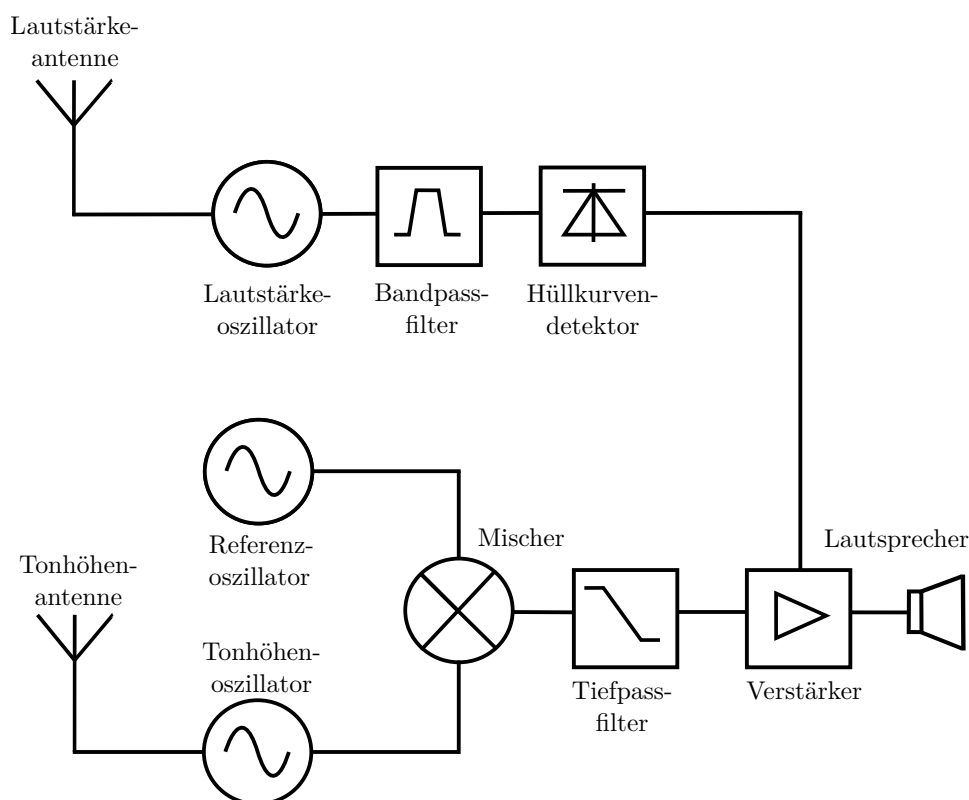 Lautstärke-
antenne
Lautstärke-
oszillator
Bandpass-
filter
Hüllkurven-
detektor
Referenz-
oszillator
Mischer
Lautsprecher
Tonhöhen-
antenne
Tonhöhen-
oszillator
Tiefpass-
filter
Verstärker